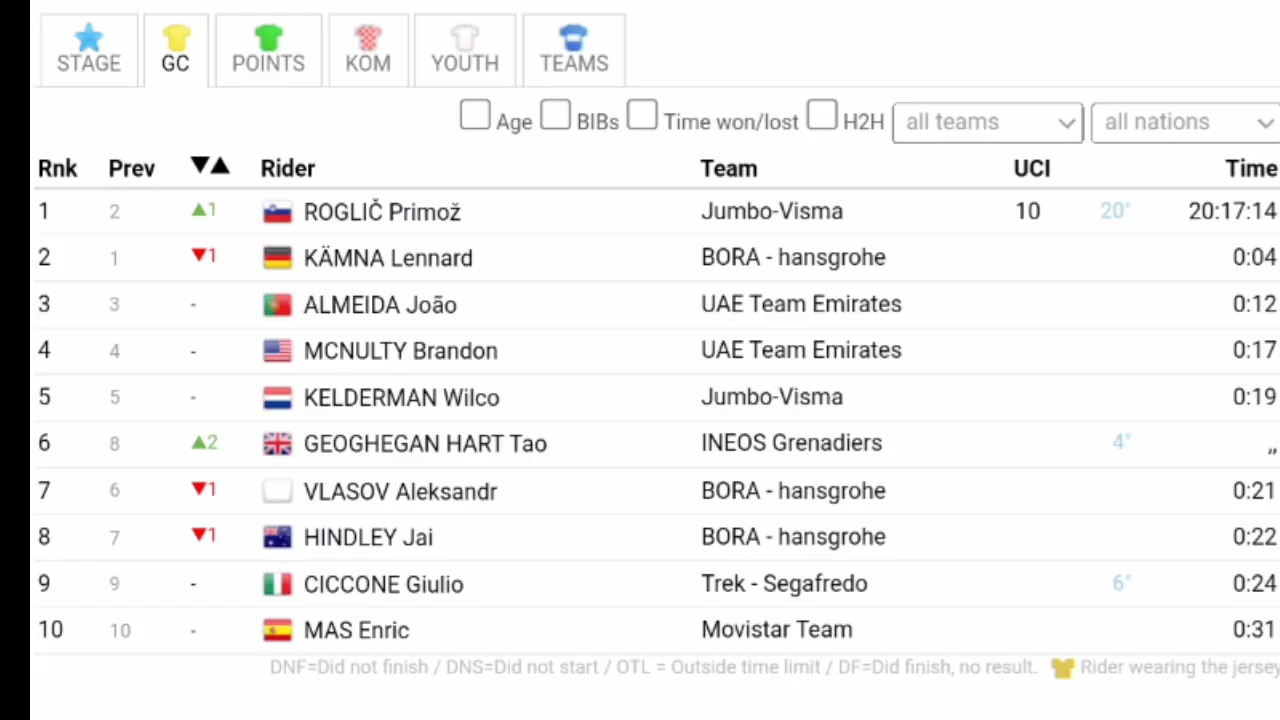 STAGE GC POINTS KOM YOUTH TEAMS
Age BIBs Time won/lost H2H all teams all nations
Rnk Prev ▼▲ Rider Team UCI Time
1 2 ▲1 ROGLIČ Primož Jumbo-Visma 10 20" 20:17:14
2 1 ▼1 KÄMNA Lennard BORA - hansgrohe 0:04
3 3 - ALMEIDA João UAE Team Emirates 0:12
4 4 - MCNULTY Brandon UAE Team Emirates 0:17
5 5 - KELDERMAN Wilco Jumbo-Visma 0:19
6 8 ▲2 GEOGHEGAN HART Tao INEOS Grenadiers 4" ,,
7 6 ▼1 VLASOV Aleksandr BORA - hansgrohe 0:21
8 7 ▼1 HINDLEY Jai BORA - hansgrohe 0:22
9 9 - CICCONE Giulio Trek - Segafredo 6" 0:24
10 10 - MAS Enric Movistar Team 0:31
DNF=Did not finish / DNS=Did not start / OTL = Outside time limit / DF=Did finish, no result. Rider wearing the jersey